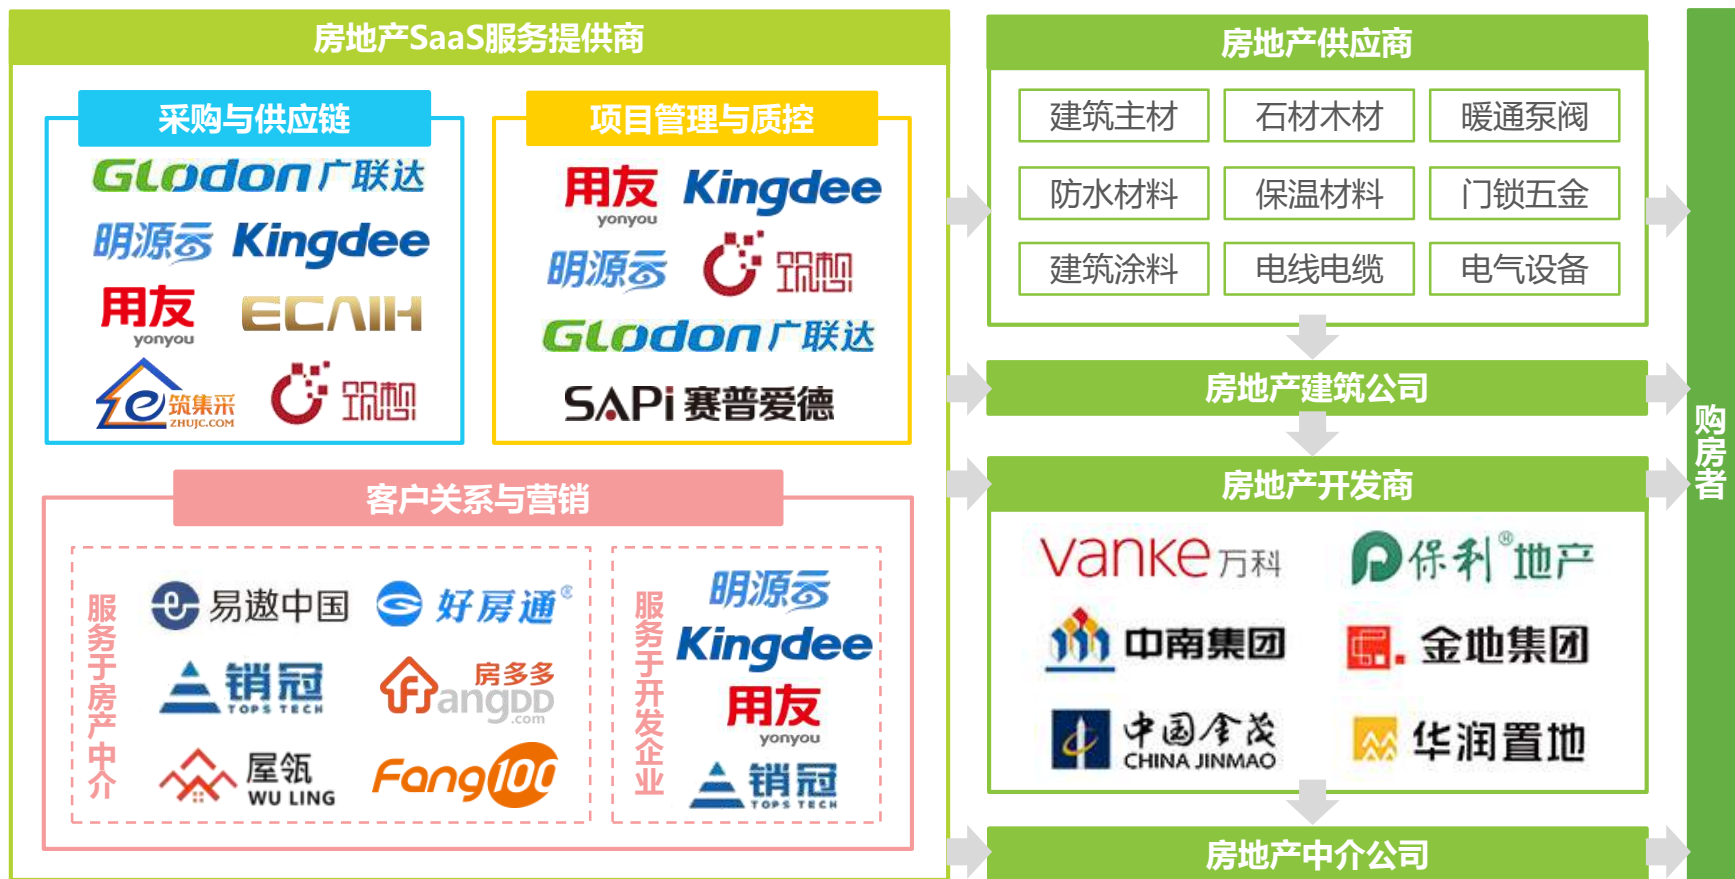 房地产SaaS服务提供商
采购与供应链
GLodon广联达
明源云 Kingdee
用友 yonyou ECAIH
e筑集采 ZHUJC.COM 筑想
项目管理与质控
用友 yonyou Kingdee
明源云 筑想
GLodon广联达
SAPi赛普爱德
客户关系与营销
服务于房产中介
易遨中国 好房通®
销冠 TOPS TECH 房多多 FangDD .com
屋瓴 WU LING Fang100
服务于开发企业
明源云
Kingdee
用友 yonyou
销冠 TOPS TECH
房地产供应商
建筑主材 石材木材 暖通泵阀
防水材料 保温材料 门锁五金
建筑涂料 电线电缆 电气设备
房地产建筑公司
房地产开发商
vanke万科 保利®地产
中南集团 金地集团
中国金茂 CHINA JINMAO 华润置地
房地产中介公司
购房者